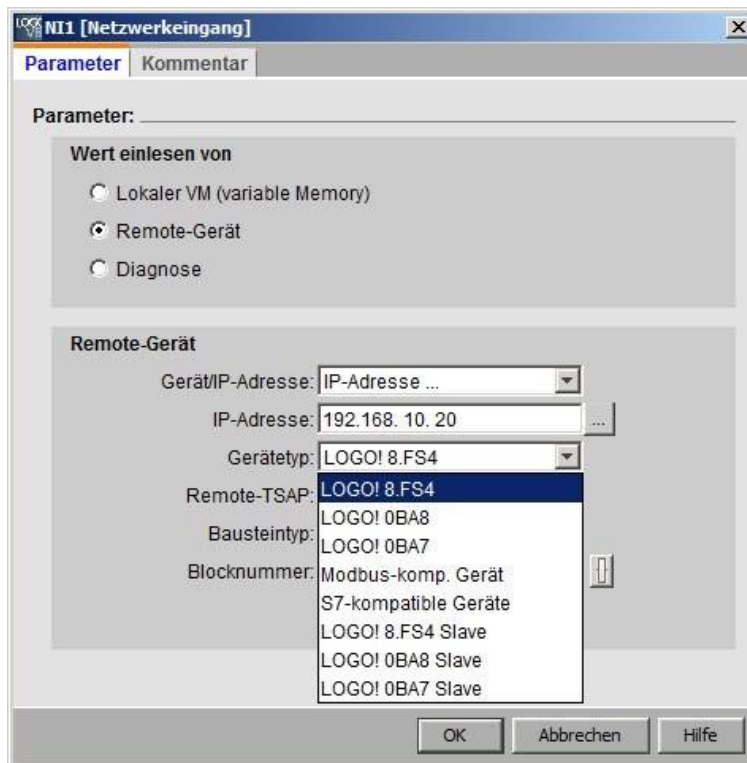 NI1 [Netzwerkeingang]
Parameter Kommentar
Parameter:
Wert einlesen von
Lokaler VM (variable Memory)
Remote-Gerät
Diagnose
Remote-Gerät
Gerät/IP-Adresse: IP-Adresse ...
IP-Adresse: 192.168. 10. 20 ...
Gerätetyp: LOGO! 8.FS4
Remote-TSAP: LOGO! 8.FS4
LOGO! 0BA8
Bausteintyp: LOGO! 0BA7
Blocknummer: Modbus-komp. Gerät
S7-kompatible Geräte
LOGO! 8.FS4 Slave
LOGO! 0BA8 Slave
LOGO! 0BA7 Slave
OK Abbrechen Hilfe